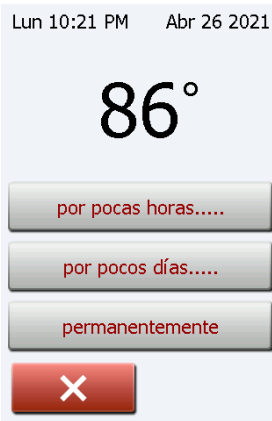 Lun 10:21 PM Abr 26 2021
86°
por pocas horas.....
por pocos días.....
permanentemente